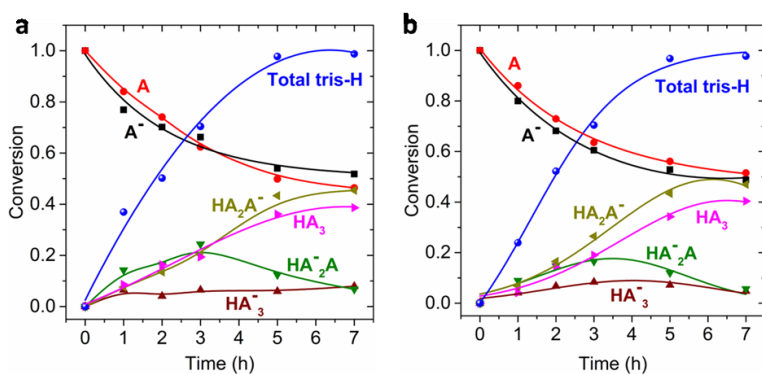 a
1.0
0.8
0.6
0.4
0.2
0.0
Conversion
0 1 2 3 4 5 6 7
Time (h)
A
A⁻
Total tris-H
HA₂A⁻
HA₃
HA⁻₂A
HA⁻₃
b
1.0
0.8
0.6
0.4
0.2
0.0
Conversion
0 1 2 3 4 5 6 7
Time (h)
A
A⁻
Total tris-H
HA₂A⁻
HA₃
HA⁻₂A
HA⁻₃